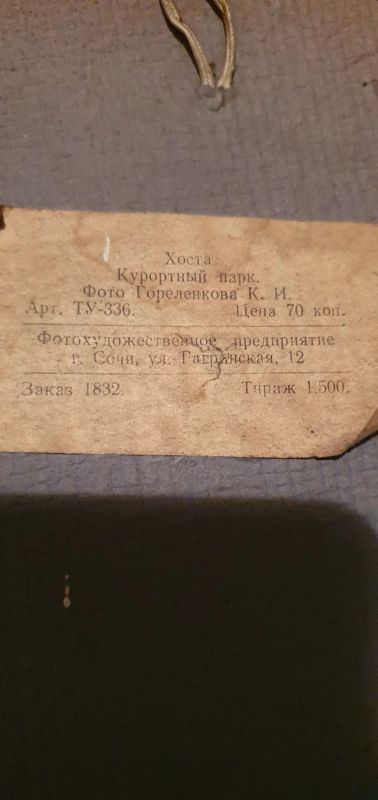 Хоста
Курортный парк.
Фото Гореленкова К. И.
Арт. ТУ-336. Цена 70 коп.
Фотохудожественное предприятие
г. Сочи, ул. Гагринская, 12
Заказ 1832. Тираж 1.500.